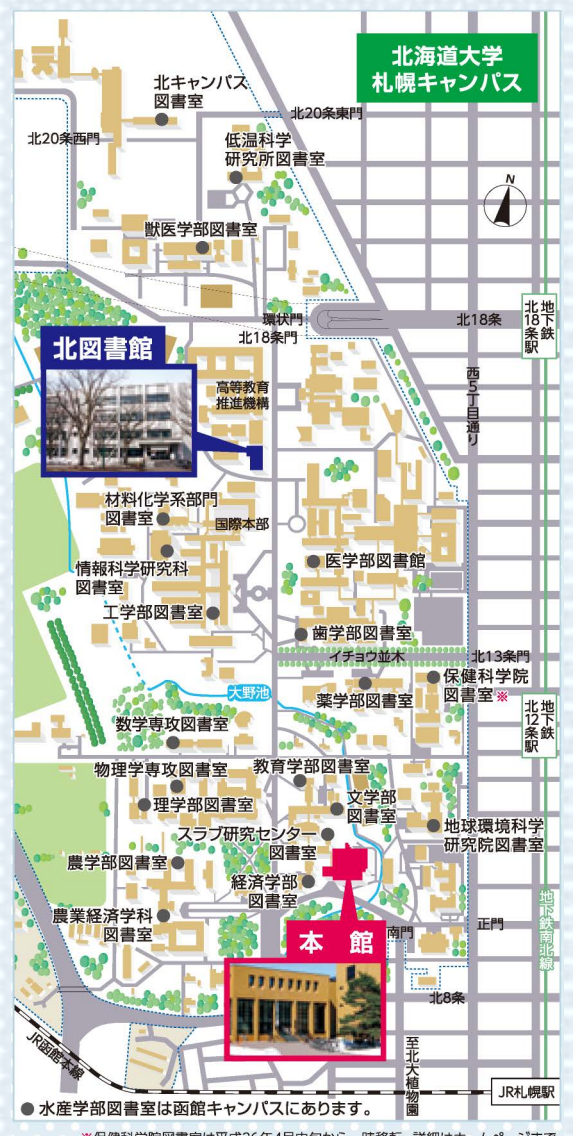 北海道大学
札幌キャンパス
北キャンパス
図書室
北20条東門
北20条西門
低温科学
研究所図書室
N
獣医学部図書室
環状門
北18条
地下鉄
北18条駅
北18条門
北図書館
西5丁目通り
高等教育
推進機構
材料化学系部門
図書室
国際本部
情報科学研究科
図書室
医学部図書館
工学部図書室
歯学部図書室
イチョウ並木
北13条門
保健科学院
図書室※
大野池
薬学部図書室
地下鉄
北12条駅
数学専攻図書室
物理学専攻図書室
教育学部図書室
理学部図書室
文学部
図書室
スラブ研究センター
図書室
地球環境科学
研究院図書室
農学部図書室
経済学部
図書室
地下鉄南北線
農業経済学科
図書室
本館
南門
正門
北8条
JR函館本線
至北大植物園
JR札幌駅
●水産学部図書室は函館キャンパスにあります。